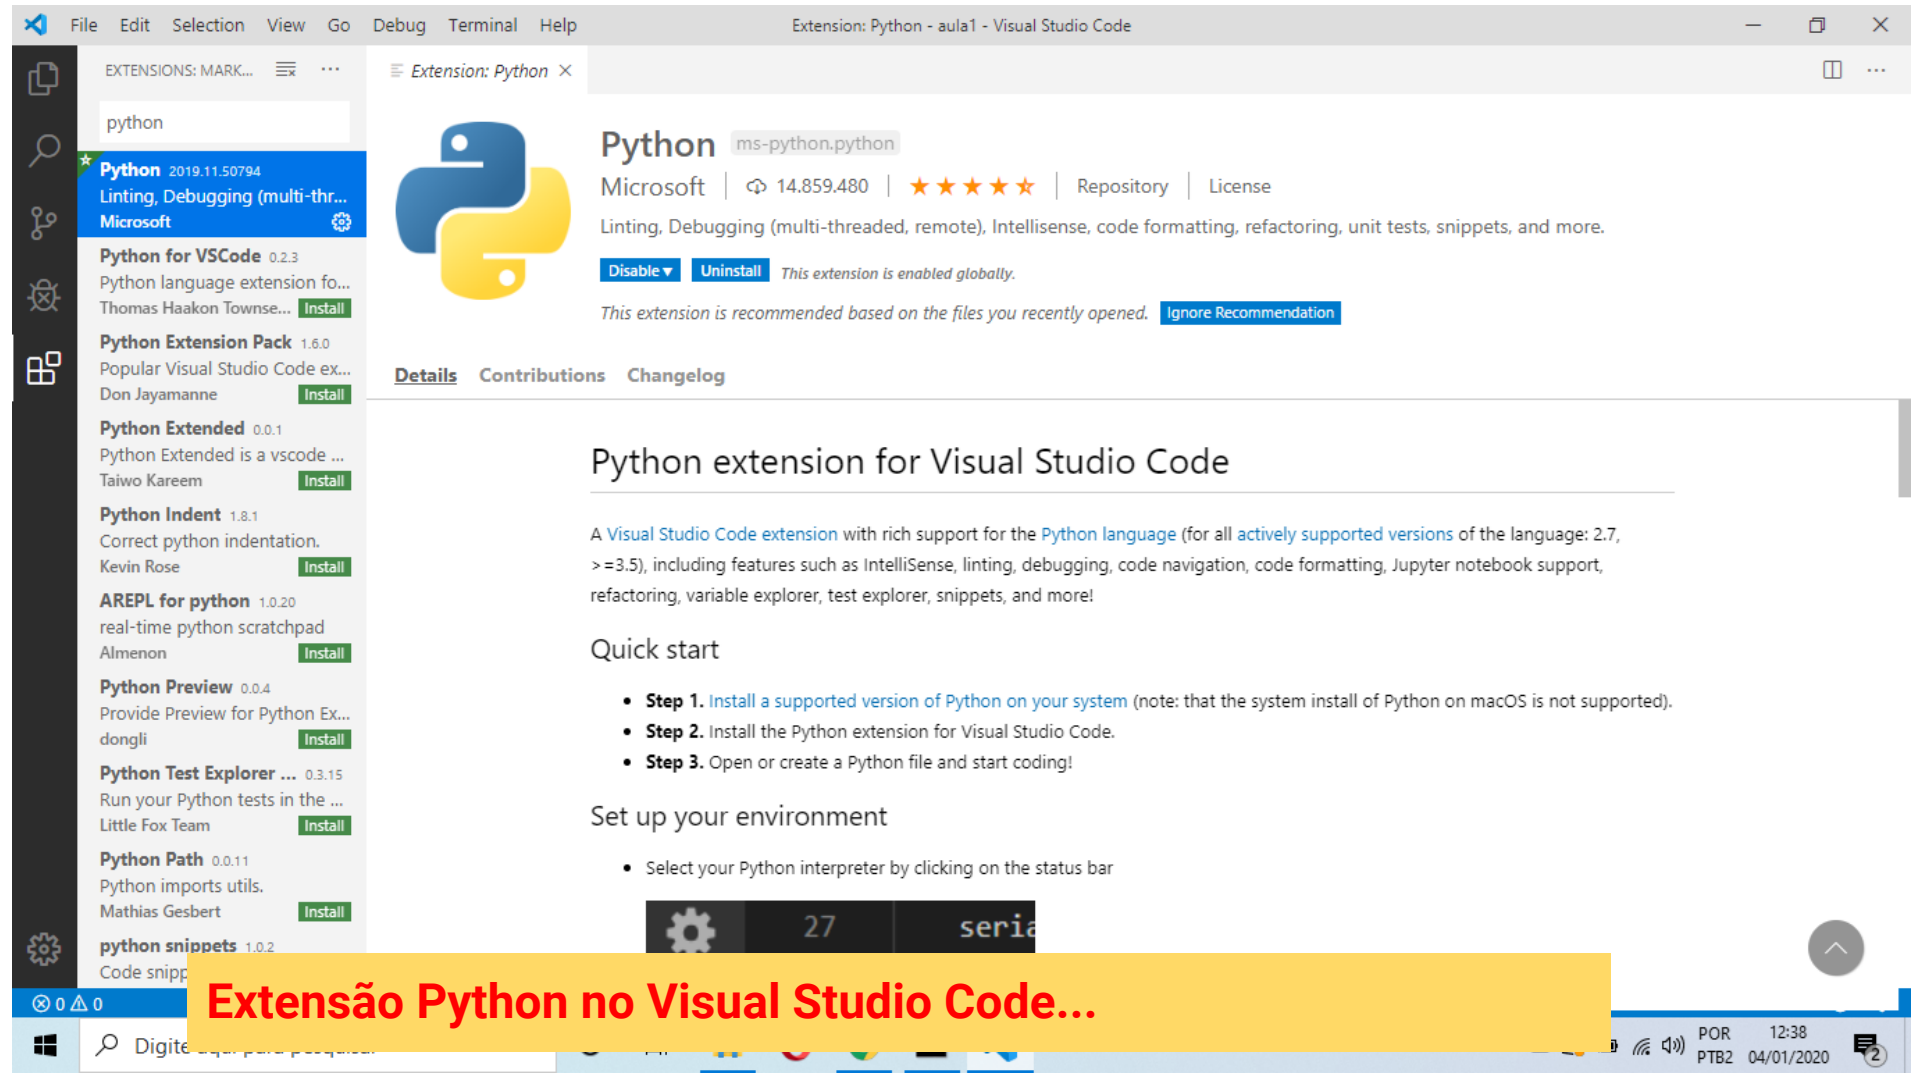 File Edit Selection View Go Debug Terminal Help
Extension: Python - aula1 - Visual Studio Code
EXTENSIONS: MARK...
Extension: Python
python
Python 2019.11.50794
Linting, Debugging (multi-thr...
Microsoft
Python for VSCode 0.2.3
Python language extension fo...
Thomas Haakon Townse... Install
Python Extension Pack 1.6.0
Popular Visual Studio Code ex...
Don Jayamanne Install
Python Extended 0.0.1
Python Extended is a vscode ...
Taiwo Kareem Install
Python Indent 1.8.1
Correct python indentation.
Kevin Rose Install
AREPL for python 1.0.20
real-time python scratchpad
Almenon Install
Python Preview 0.0.4
Provide Preview for Python Ex...
dongli Install
Python Test Explorer ... 0.3.15
Run your Python tests in the ...
Little Fox Team Install
Python Path 0.0.11
Python imports utils.
Mathias Gesbert Install
python snippets 1.0.2
Code snipp
Python ms-python.python
Microsoft 14.859.480 Repository License
Linting, Debugging (multi-threaded, remote), Intellisense, code formatting, refactoring, unit tests, snippets, and more.
Disable Uninstall This extension is enabled globally.
This extension is recommended based on the files you recently opened. Ignore Recommendation
Details Contributions Changelog
Python extension for Visual Studio Code
A Visual Studio Code extension with rich support for the Python language (for all actively supported versions of the language: 2.7,
>=3.5), including features such as IntelliSense, linting, debugging, code navigation, code formatting, Jupyter notebook support,
refactoring, variable explorer, test explorer, snippets, and more!
Quick start
• Step 1. Install a supported version of Python on your system (note: that the system install of Python on macOS is not supported).
• Step 2. Install the Python extension for Visual Studio Code.
• Step 3. Open or create a Python file and start coding!
Set up your environment
• Select your Python interpreter by clicking on the status bar
27 seria
0 0
Extensão Python no Visual Studio Code...
Digite
POR 12:38
PTB2 04/01/2020
2